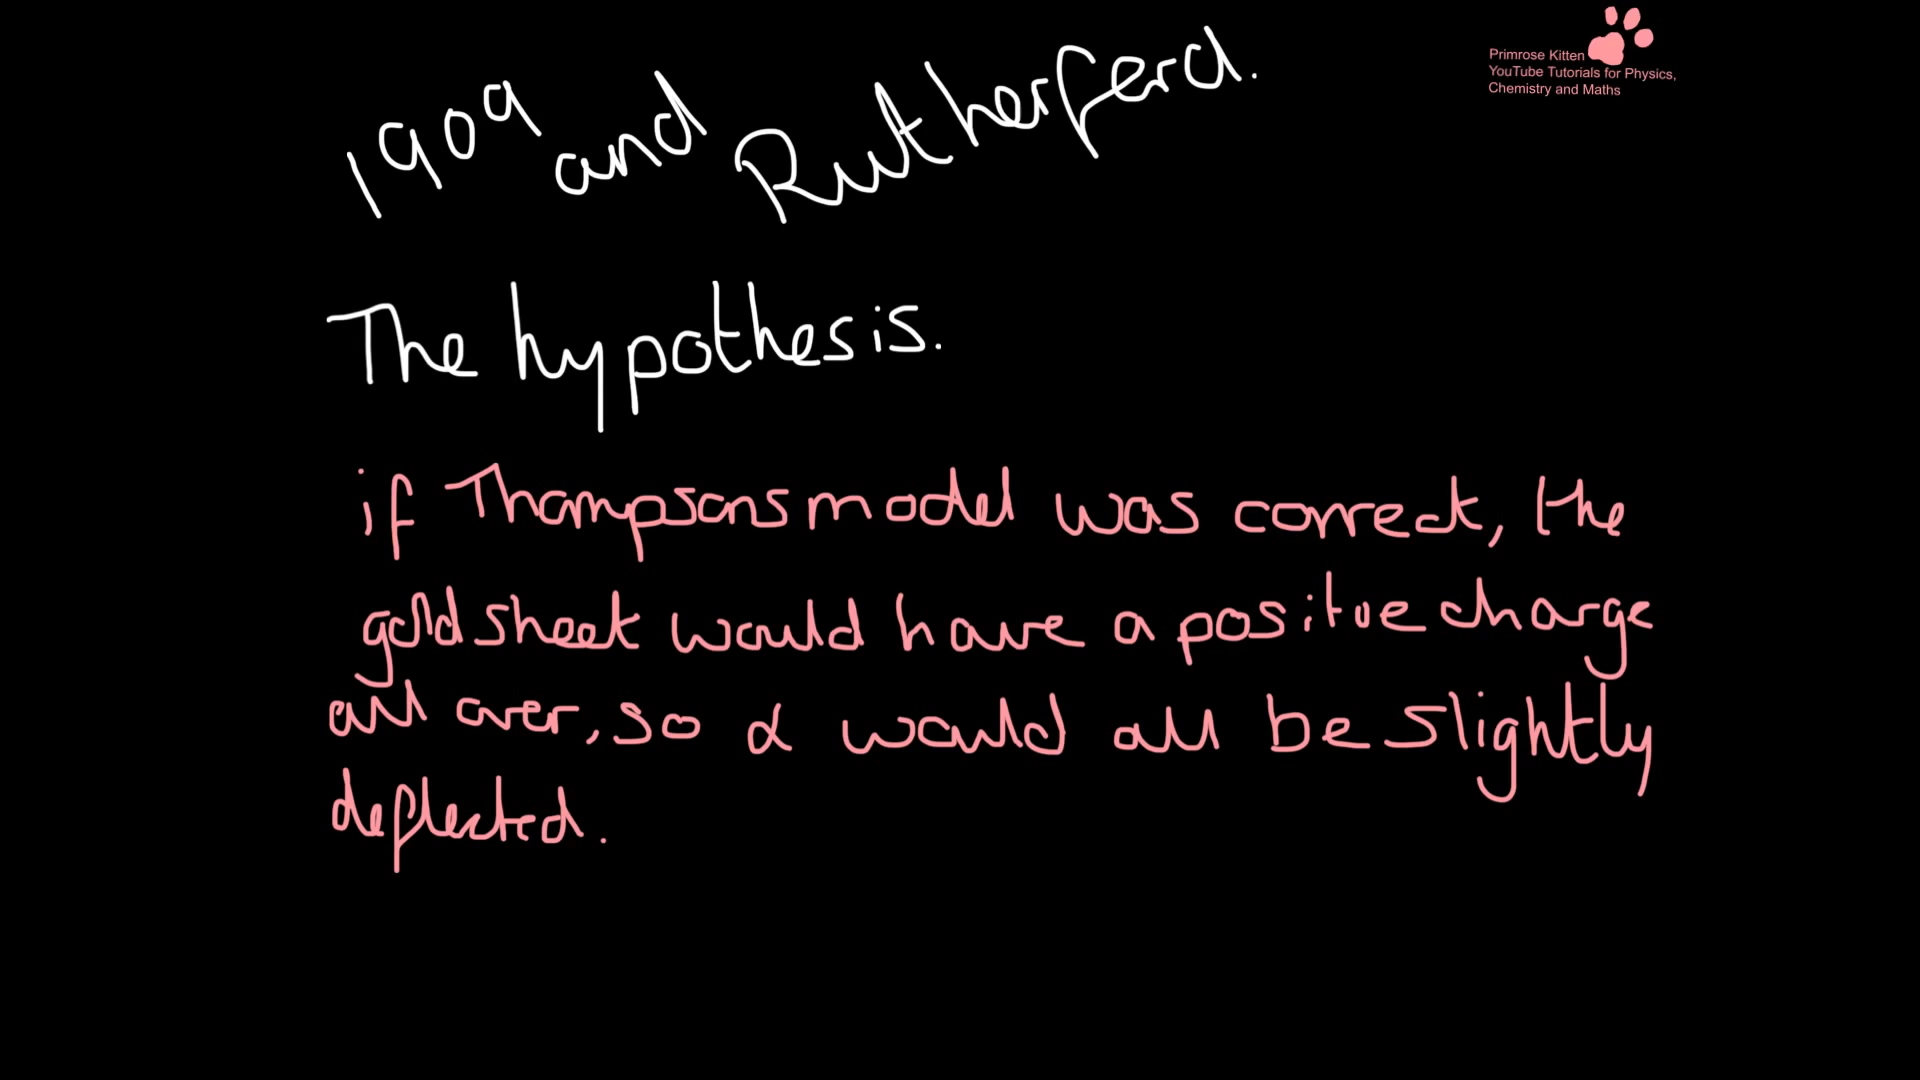 1909 and Rutherford.
Primrose Kitten
YouTube Tutorials for Physics,
Chemistry and Maths
The hypothesis.
if Thompsons model was correct, the
gold sheet would have a positve charge
all over, so α would all be slightly
deflected.